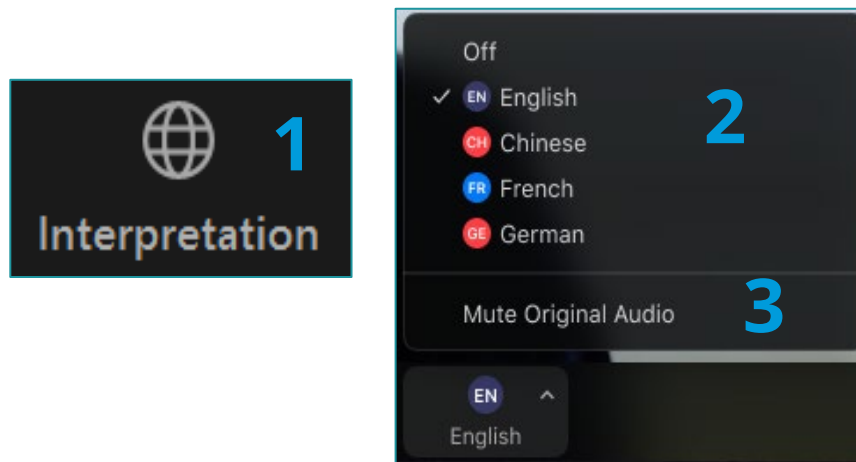 1
Interpretation
Off
EN English
2
CH Chinese
FR French
GE German
Mute Original Audio
3
EN
English